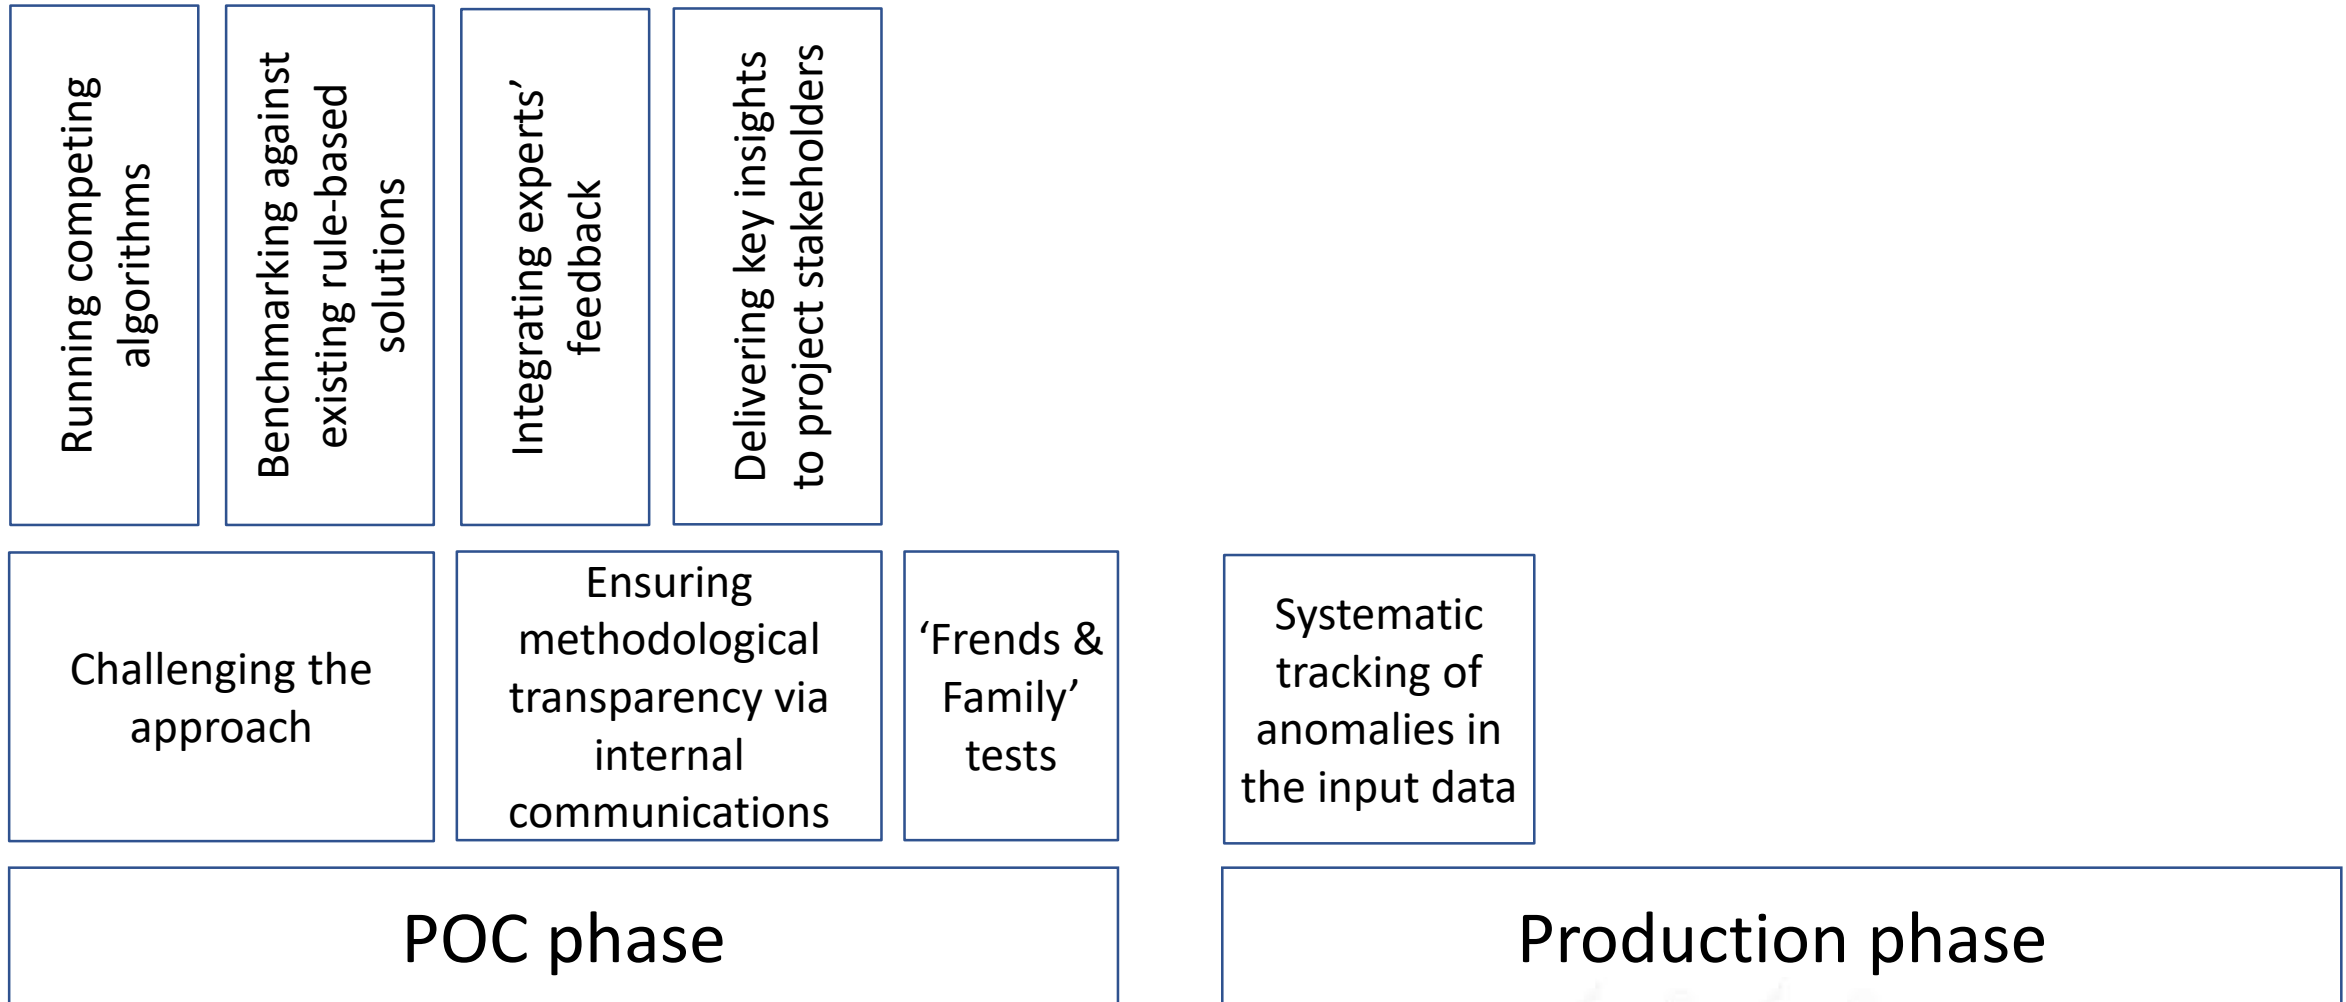 Running competing
algorithms
Benchmarking against
existing rule-based
solutions
Integrating experts’
feedback
Delivering key insights
to project stakeholders
Challenging the
approach
Ensuring
methodological
transparency via
internal
communications
‘Frends &
Family’
tests
Systematic
tracking of
anomalies in
the input data
POC phase
Production phase